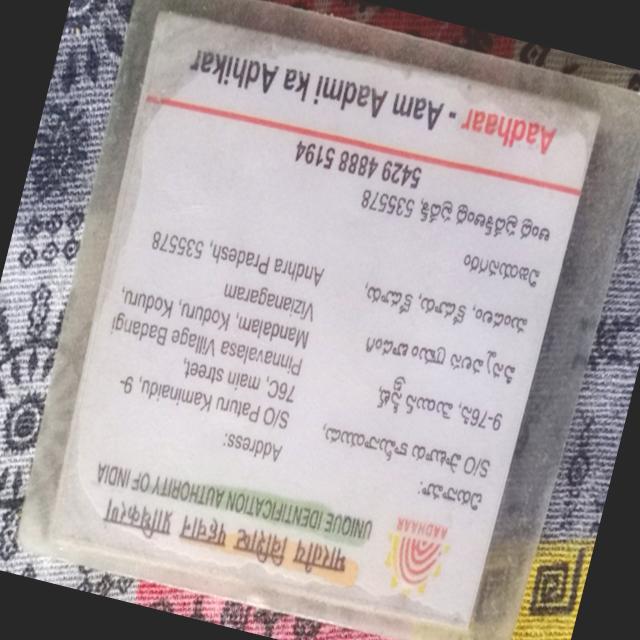 भारतीय विशिष्ट पहचान प्राधिकरण
UNIQUE IDENTIFICATION AUTHORITY OF INDIA
AADHAAR
చిరునామా:
S/O పాటూరు కామినాయిడు,
9-76సి, మెయిన్ స్ట్రీట్
పిన్నవలస గ్రామం బాడంగి
మండలం, కోడూరు, కోడూరు,
విజయనగరం
ఆంధ్ర ప్రదేశ్, 535578
Address:
S/O Paturu Kaminaidu, 9-
76C, main street,
Pinnavalasa Village Badangi
Mandalam, Koduru, Koduru,
Vizianagaram
Andhra Pradesh, 535578
5429 4888 5194
Aadhaar - Aam Aadmi ka Adhikar